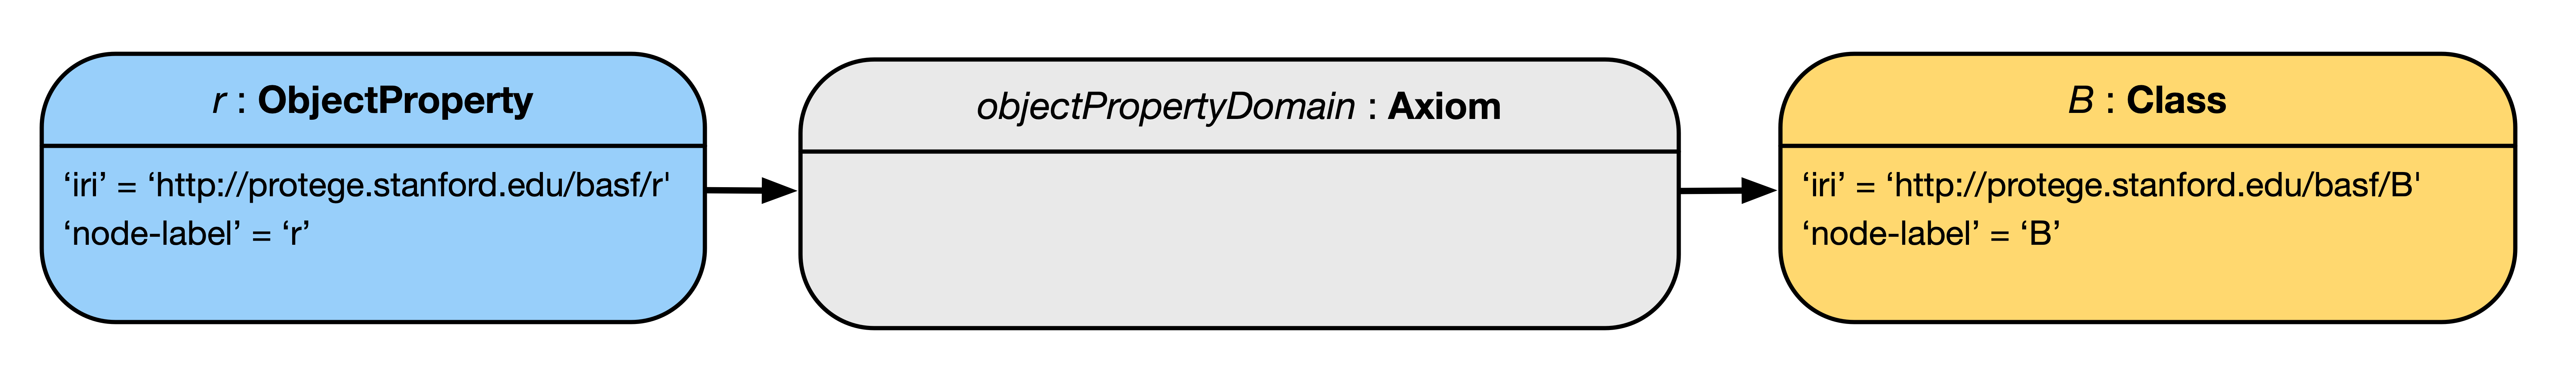 r : ObjectProperty
‘iri’ = ‘http://protege.stanford.edu/basf/r'
‘node-label’ = ‘r’
objectPropertyDomain : Axiom
B : Class
‘iri’ = ‘http://protege.stanford.edu/basf/B'
‘node-label’ = ‘B’